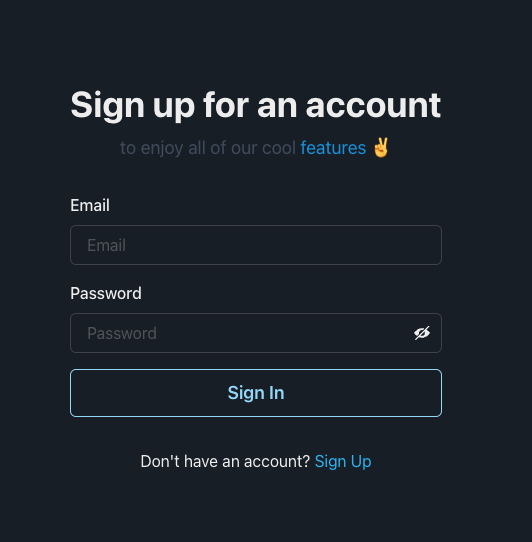 Sign up for an account
to enjoy all of our cool features ✌️
Email
Email
Password
Password
Sign In
Don't have an account? Sign Up